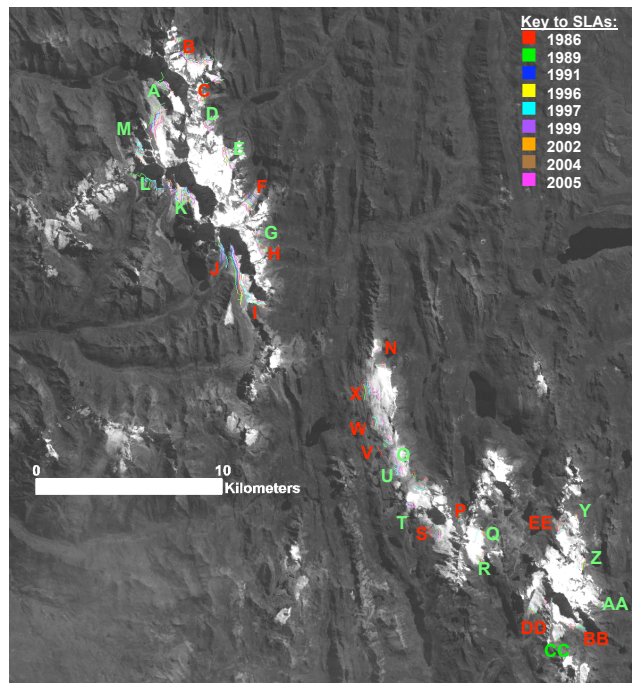 Key to SLAs:
1986
1989
1991
1996
1997
1999
2002
2004
2005
B
A
C
D
M
E
L
F
K
G
H
J
I
N
X
W
V
O
U
0 10
Kilometers
P
T
S
Q
R
EE
Y
Z
AA
DD
BB
CC